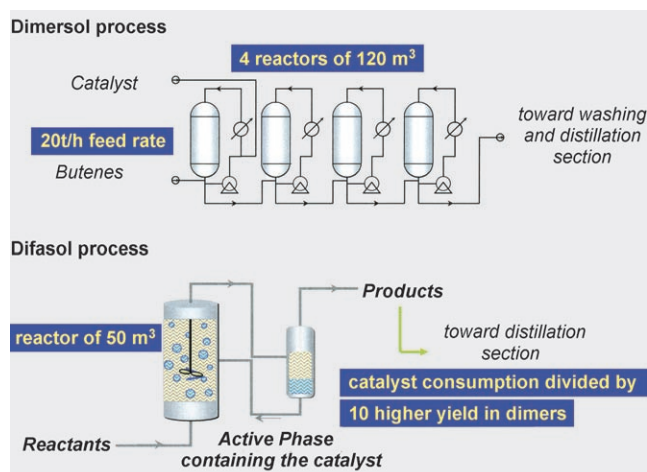 Dimersol process
4 reactors of 120 m³
Catalyst
20t/h feed rate
Butenes
toward washing
and distillation
section
Difasol process
reactor of 50 m³
Products
toward distillation
section
catalyst consumption divided by
10 higher yield in dimers
Reactants
Active Phase
containing the catalyst